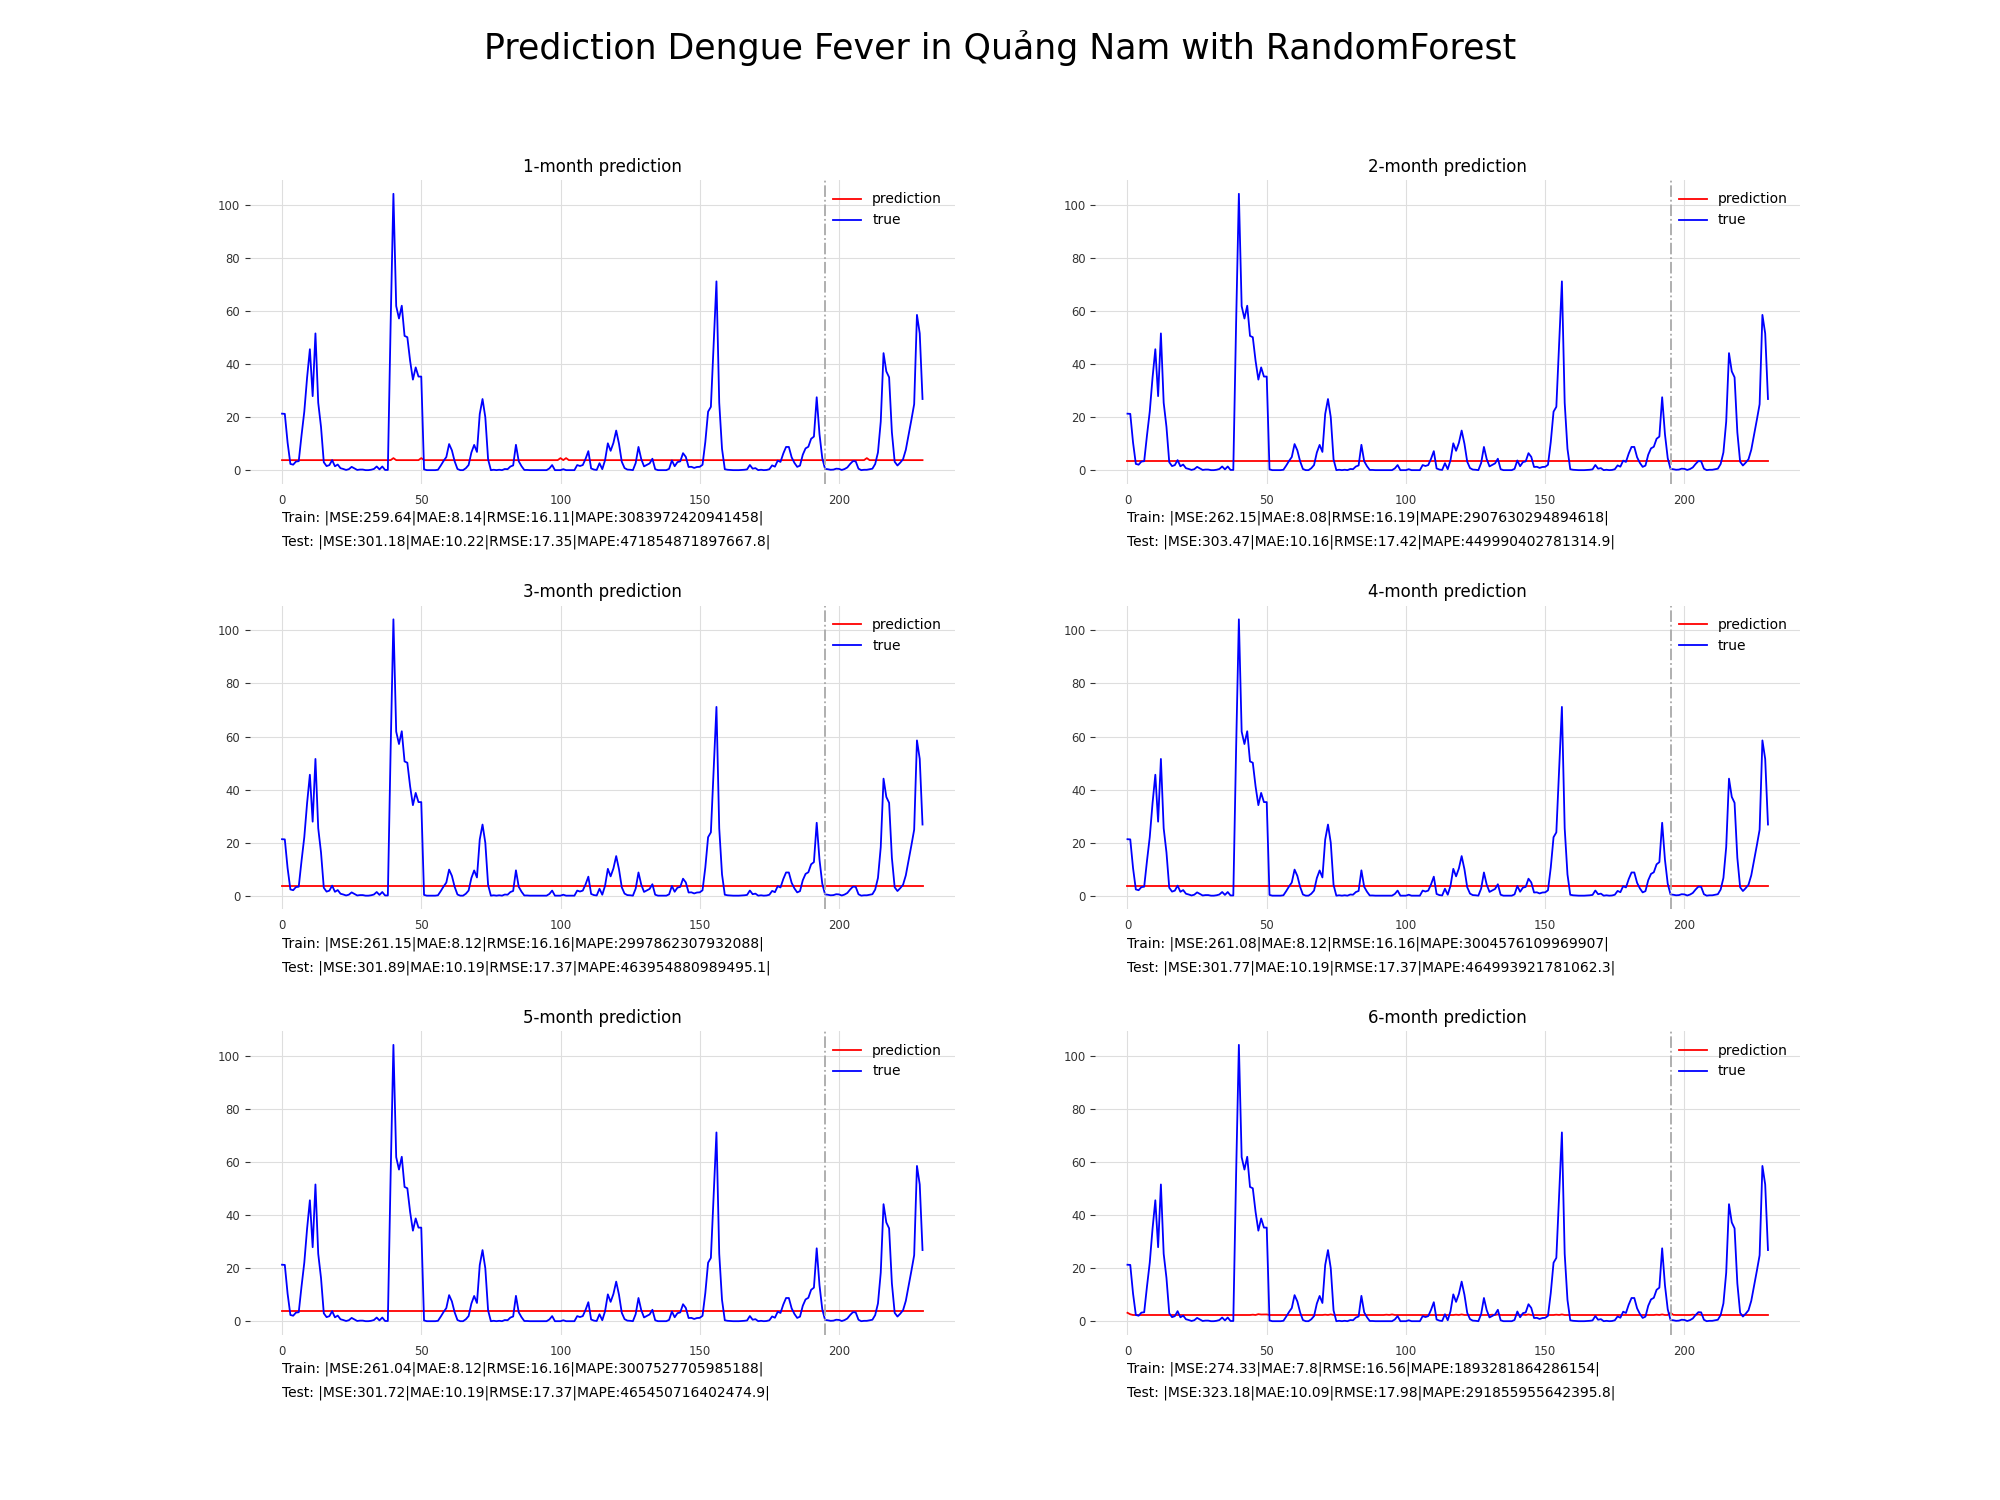 Prediction Dengue Fever in Quảng Nam with RandomForest
1-month prediction
100
80
60
40
20
0
0 50 100 150 200
prediction
true
Train: |MSE:259.64|MAE:8.14|RMSE:16.11|MAPE:3083972420941458|
Test: |MSE:301.18|MAE:10.22|RMSE:17.35|MAPE:471854871897667.8|
2-month prediction
100
80
60
40
20
0
0 50 100 150 200
prediction
true
Train: |MSE:262.15|MAE:8.08|RMSE:16.19|MAPE:2907630294894618|
Test: |MSE:303.47|MAE:10.16|RMSE:17.42|MAPE:449990402781314.9|
3-month prediction
100
80
60
40
20
0
0 50 100 150 200
prediction
true
Train: |MSE:261.15|MAE:8.12|RMSE:16.16|MAPE:2997862307932088|
Test: |MSE:301.89|MAE:10.19|RMSE:17.37|MAPE:463954880989495.1|
4-month prediction
100
80
60
40
20
0
0 50 100 150 200
prediction
true
Train: |MSE:261.08|MAE:8.12|RMSE:16.16|MAPE:3004576109969907|
Test: |MSE:301.77|MAE:10.19|RMSE:17.37|MAPE:464993921781062.3|
5-month prediction
100
80
60
40
20
0
0 50 100 150 200
prediction
true
Train: |MSE:261.04|MAE:8.12|RMSE:16.16|MAPE:3007527705985188|
Test: |MSE:301.72|MAE:10.19|RMSE:17.37|MAPE:465450716402474.9|
6-month prediction
100
80
60
40
20
0
0 50 100 150 200
prediction
true
Train: |MSE:274.33|MAE:7.8|RMSE:16.56|MAPE:1893281864286154|
Test: |MSE:323.18|MAE:10.09|RMSE:17.98|MAPE:291855955642395.8|